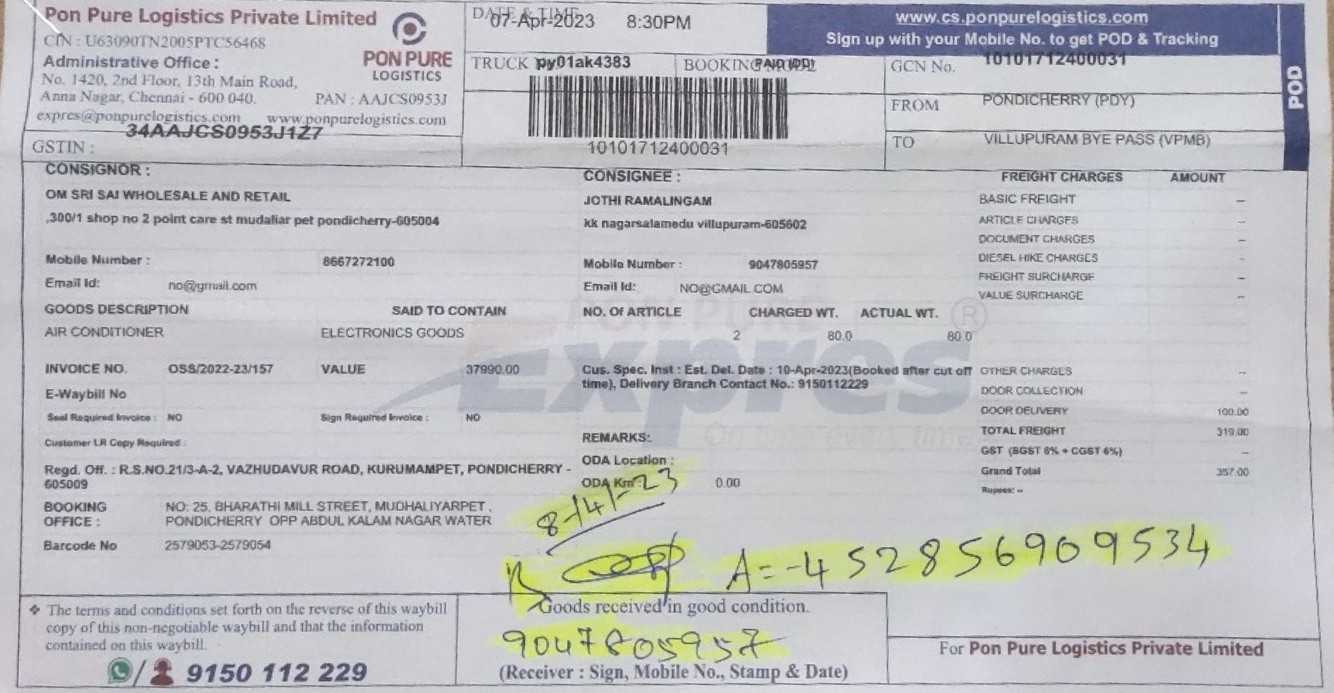 Pon Pure Logistics Private Limited
CIN : U63090TN2005PTC56468
Administrative Office :
No. 1420, 2nd Floor, 13th Main Road,
Anna Nagar, Chennai - 600 040. PAN : AAJCS0953J
expres@ponpurelogistics.com www.ponpurelogistics.com
34AAJCS0953J1Z7
GSTIN :
PON PURE
LOGISTICS
DATE & TIME
07-Apr-2023 8:30PM
TRUCK py01ak4383 BOOKING
10101712400031
www.cs.ponpurelogistics.com
Sign up with your Mobile No. to get POD & Tracking
GCN No. 10101712400031
FROM PONDICHERRY (PDY)
TO VILLUPURAM BYE PASS (VPMB)
POD
CONSIGNOR :
OM SRI SAI WHOLESALE AND RETAIL
,300/1 shop no 2 point care st mudaliar pet pondicherry-605004
Mobile Number : 8667272100
Email Id: no@gmail.com
CONSIGNEE :
JOTHI RAMALINGAM
kk nagarsalamedu villupuram-605602
Mobile Number : 9047805957
Email Id: NO@GMAIL.COM
FREIGHT CHARGES AMOUNT
BASIC FREIGHT --
ARTICLE CHARGES --
DOCUMENT CHARGES --
DIESEL HIKE CHARGES --
FREIGHT SURCHARGE --
VALUE SURCHARGE --
GOODS DESCRIPTION SAID TO CONTAIN NO. Of ARTICLE CHARGED WT. ACTUAL WT.
AIR CONDITIONER ELECTRONICS GOODS 2 80.0 80.0
PON PURE ®
Expres
On time every time
INVOICE NO. OSS/2022-23/157 VALUE 37990.00
E-Waybill No
Seal Required Invoice : NO Sign Required Invoice : NO
Customer LR Copy Required :
Cus. Spec. Inst : Est. Del. Date : 10-Apr-2023(Booked after cut off
time), Delivery Branch Contact No.: 9150112229
REMARKS:
ODA Location :
ODA Km : 0.00
OTHER CHARGES --
DOOR COLLECTION --
DOOR DELIVERY 100.00
TOTAL FREIGHT 319.00
GST (SGST 6% + CGST 6%)
Grand Total 357.00
Rupees: --
Regd. Off. : R.S.NO.21/3-A-2, VAZHUDAVUR ROAD, KURUMAMPET, PONDICHERRY -
605009
BOOKING NO: 25, BHARATHI MILL STREET, MUDHALIYARPET ,
OFFICE : PONDICHERRY OPP ABDUL KALAM NAGAR WATER
Barcode No 2579053-2579054
8/4/-23
A=-452856909534
❖ The terms and conditions set forth on the reverse of this waybill
copy of this non-negotiable waybill and that the information
contained on this waybill.
/ 9150 112 229
Goods received in good condition.
9047805957
(Receiver : Sign, Mobile No., Stamp & Date)
For Pon Pure Logistics Private Limited